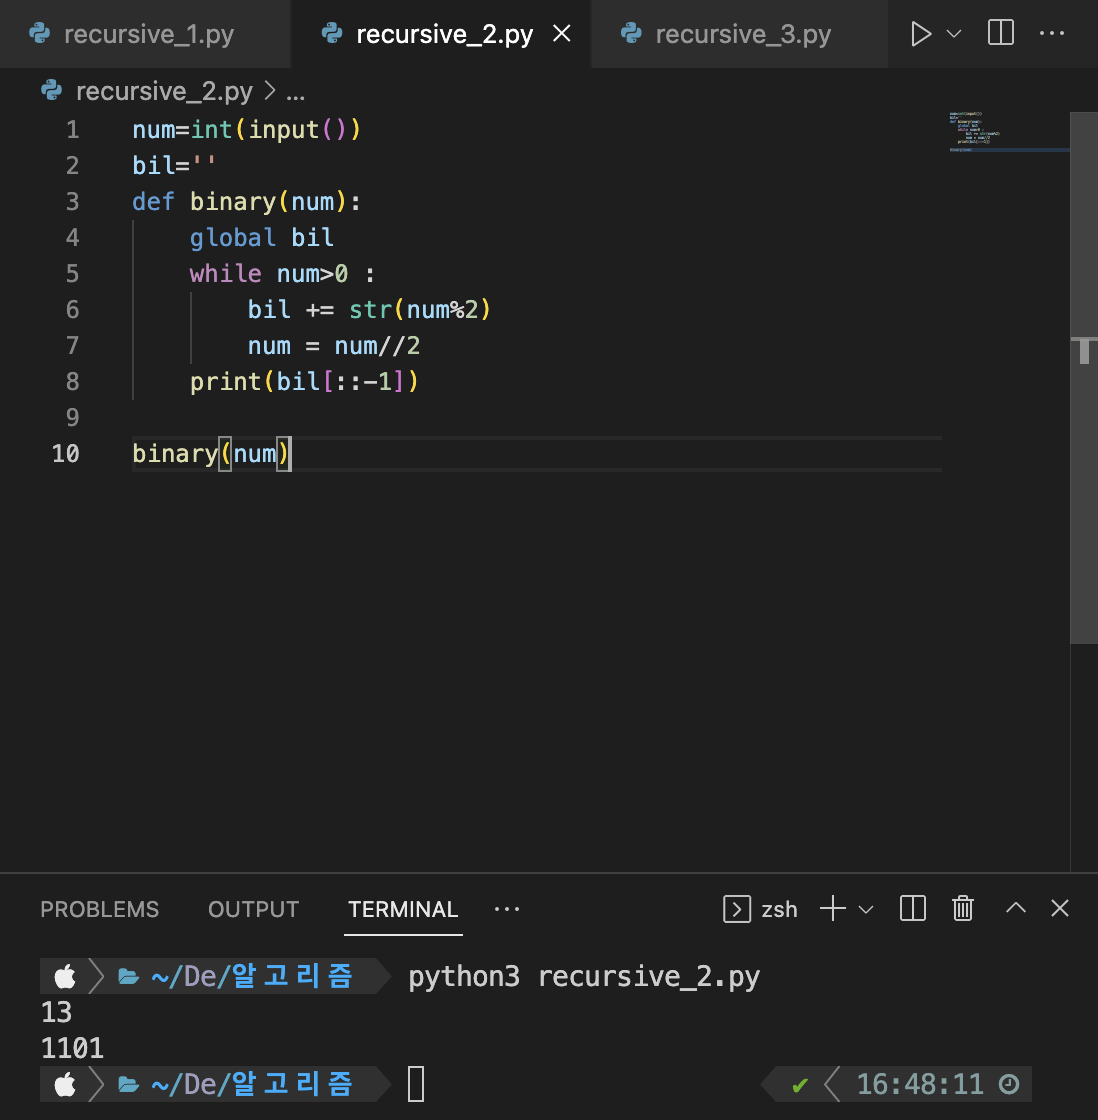 recursive_1.py recursive_2.py recursive_3.py
recursive_2.py > ...
1 num=int(input())
2 bil=''
3 def binary(num):
4     global bil
5     while num>0 :
6         bil += str(num%2)
7         num = num//2
8     print(bil[::-1])
9
10 binary(num)
PROBLEMS OUTPUT TERMINAL ... zsh
~/De/알고리즘 python3 recursive_2.py
13
1101
~/De/알고리즘 ✔ 16:48:11